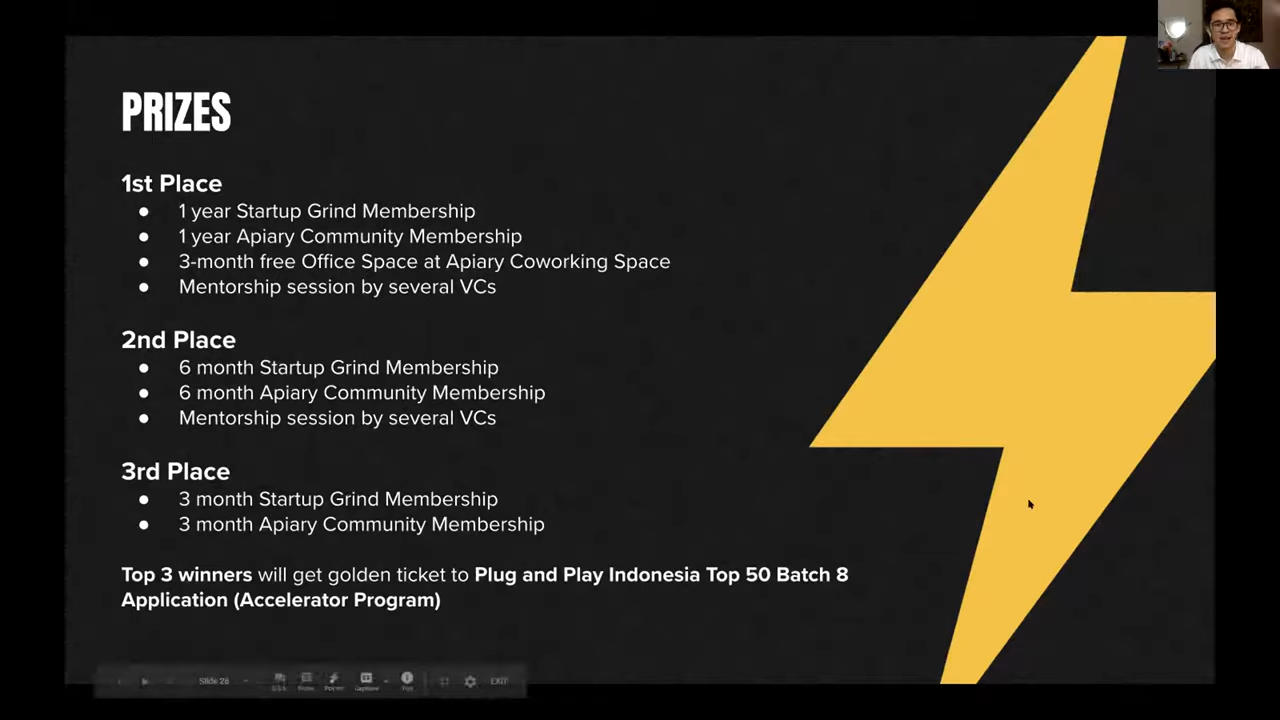 PRIZES
1st Place
● 1 year Startup Grind Membership
● 1 year Apiary Community Membership
● 3-month free Office Space at Apiary Coworking Space
● Mentorship session by several VCs
2nd Place
● 6 month Startup Grind Membership
● 6 month Apiary Community Membership
● Mentorship session by several VCs
3rd Place
● 3 month Startup Grind Membership
● 3 month Apiary Community Membership
Top 3 winners will get golden ticket to Plug and Play Indonesia Top 50 Batch 8
Application (Accelerator Program)
Slide 26
EXIT